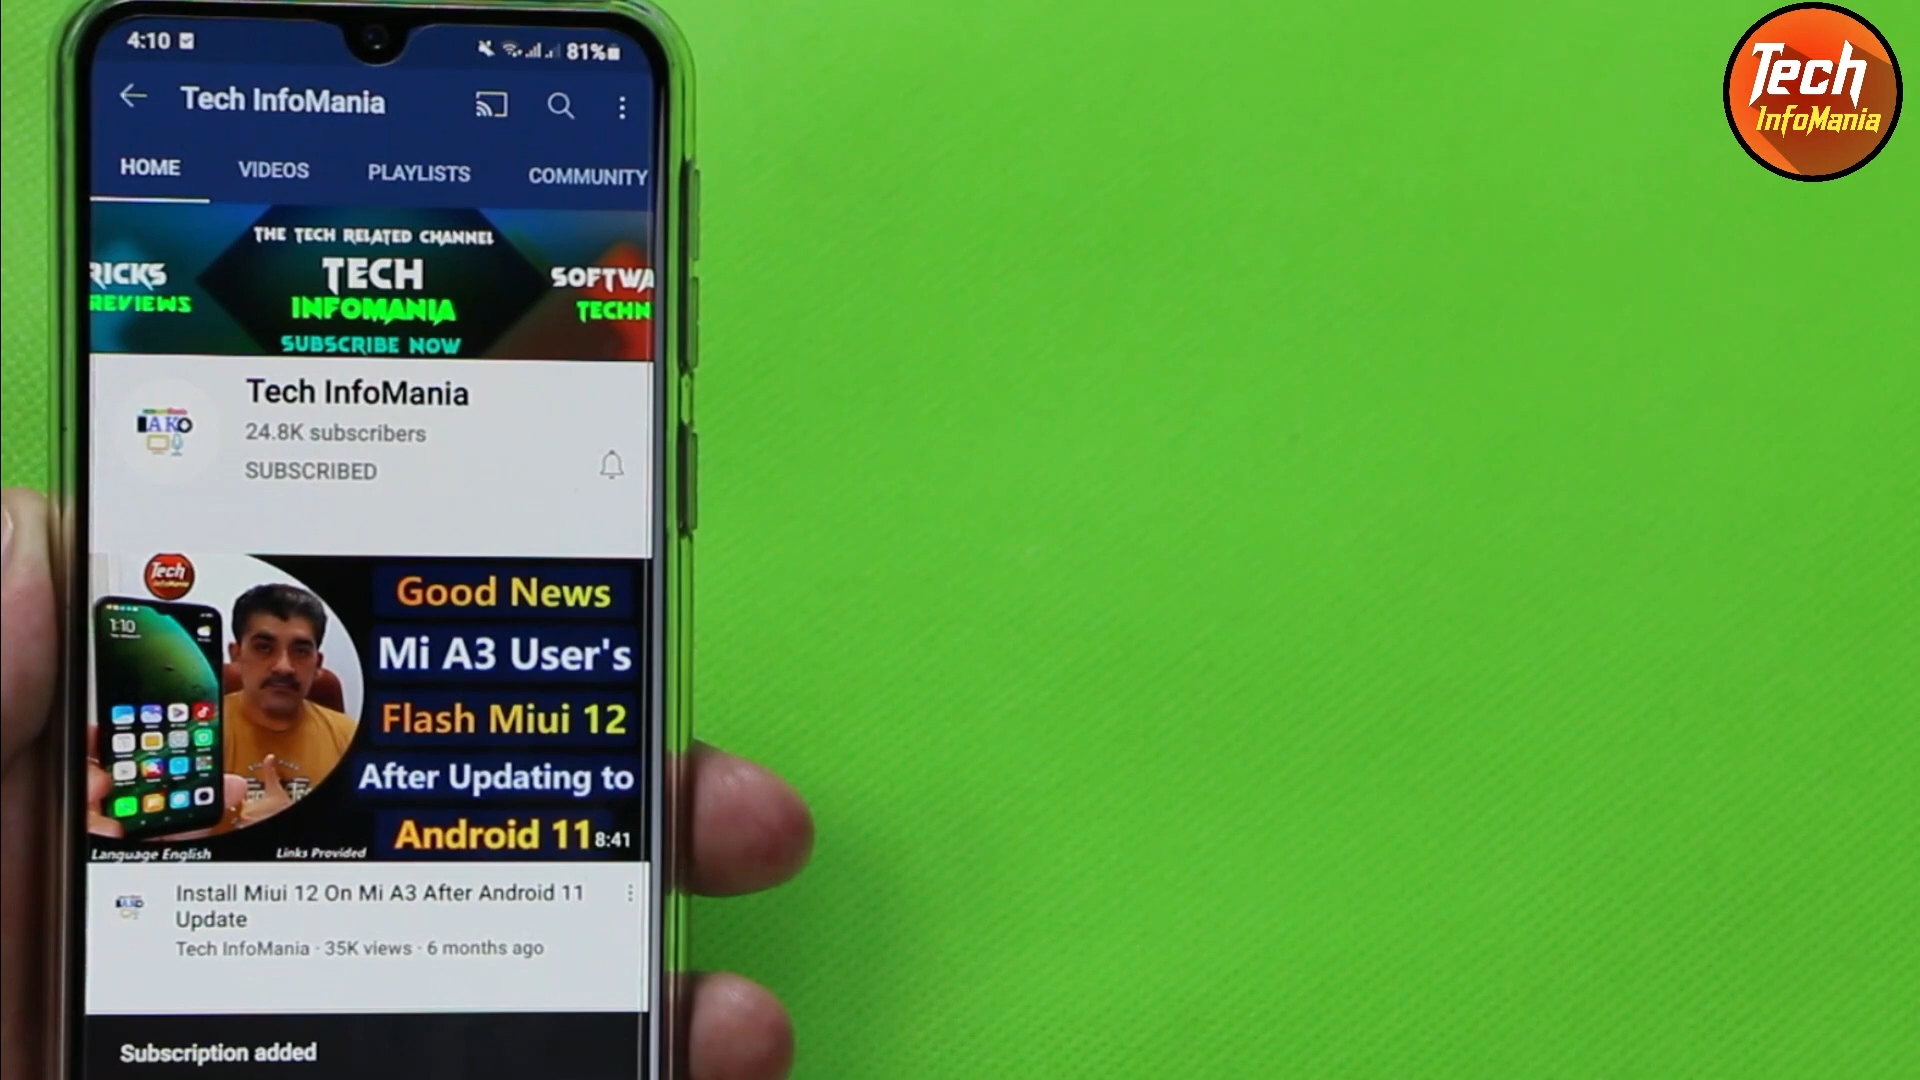 4:10
81%
Tech InfoMania
HOME VIDEOS PLAYLISTS COMMUNITY
THE TECH RELATED CHANNEL
RICKS
REVIEWS
TECH
INFOMANIA
SUBSCRIBE NOW
SOFTWA
TECHN
Tech InfoMania
24.8K subscribers
SUBSCRIBED
Tech
InfoMania
1:10
Good News
Mi A3 User's
Flash Miui 12
After Updating to
Android 11
8:41
Language English
Links Provided
Install Miui 12 On Mi A3 After Android 11
Update
Tech InfoMania · 35K views · 6 months ago
Subscription added
Tech
InfoMania